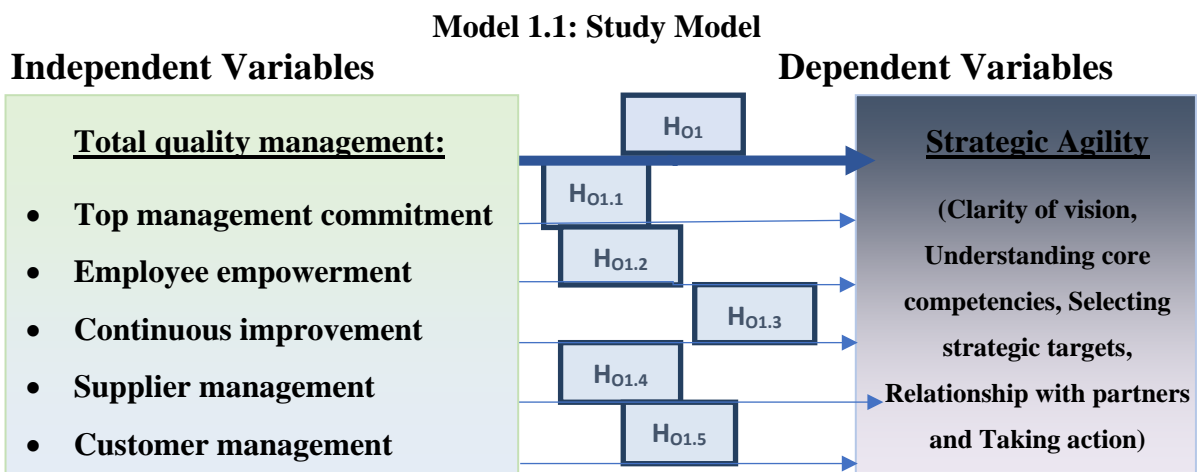 Model 1.1: Study Model
Independent Variables
Dependent Variables
Total quality management:
• Top management commitment
• Employee empowerment
• Continuous improvement
• Supplier management
• Customer management
HO1
HO1.1
HO1.2
HO1.3
HO1.4
HO1.5
Strategic Agility
(Clarity of vision,
Understanding core
competencies, Selecting
strategic targets,
Relationship with partners
and Taking action)